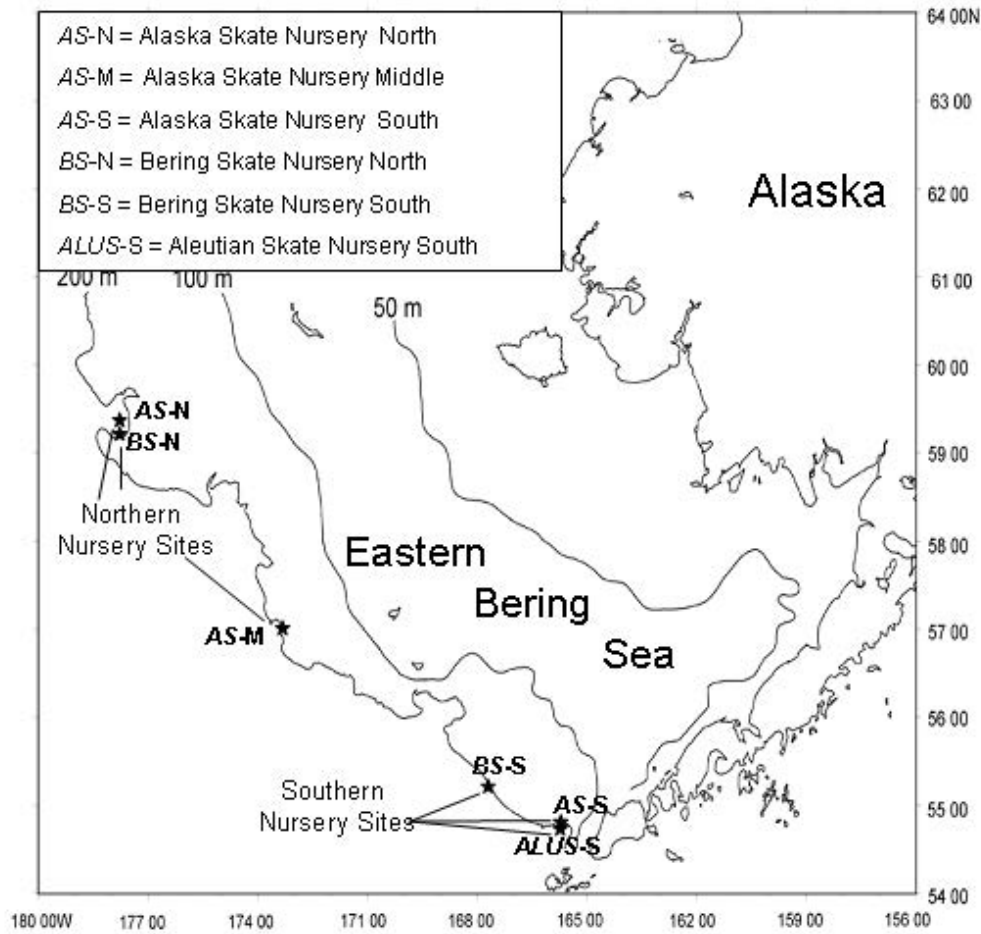 AS-N = Alaska Skate Nursery North
AS-M = Alaska Skate Nursery Middle
AS-S = Alaska Skate Nursery South
BS-N = Bering Skate Nursery North
BS-S = Bering Skate Nursery South
ALUS-S = Aleutian Skate Nursery South
200 m
100 m
50 m
Alaska
AS-N
BS-N
Northern
Nursery Sites
AS-M
Eastern
Bering
Sea
BS-S
Southern
Nursery Sites
AS-S
ALUS-S
64 00N
63 00
62 00
61 00
60 00
59 00
58 00
57 00
56 00
55 00
54 00
180 00W
177 00
174 00
171 00
168 00
165 00
162 00
159 00
156 00